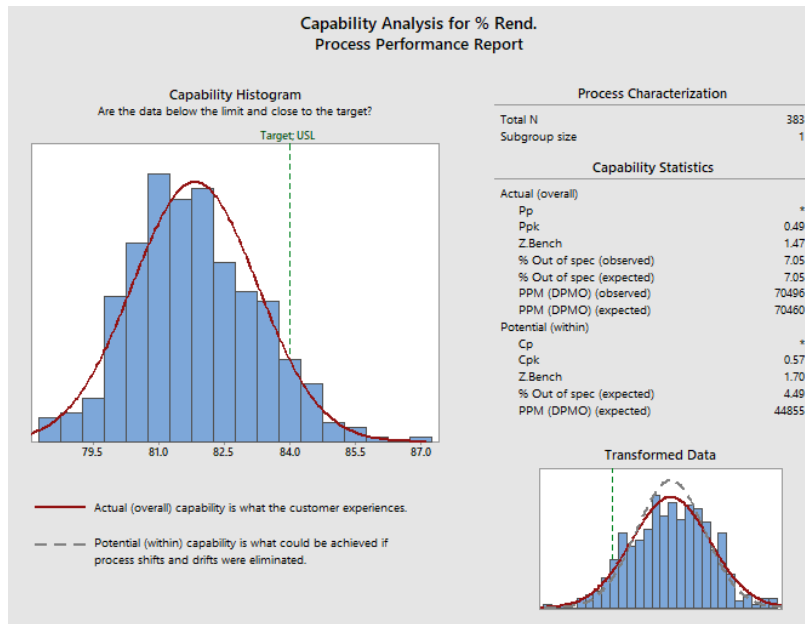 Capability Analysis for % Rend.
Process Performance Report
Capability Histogram
Are the data below the limit and close to the target?
Target; USL
79.5 81.0 82.5 84.0 85.5 87.0
Actual (overall) capability is what the customer experiences.
Potential (within) capability is what could be achieved if
process shifts and drifts were eliminated.
Process Characterization
Total N 383
Subgroup size 1
Capability Statistics
Actual (overall)
Pp *
Ppk 0.49
Z.Bench 1.47
% Out of spec (observed) 7.05
% Out of spec (expected) 7.05
PPM (DPMO) (observed) 70496
PPM (DPMO) (expected) 70460
Potential (within)
Cp *
Cpk 0.57
Z.Bench 1.70
% Out of spec (expected) 4.49
PPM (DPMO) (expected) 44855
Transformed Data